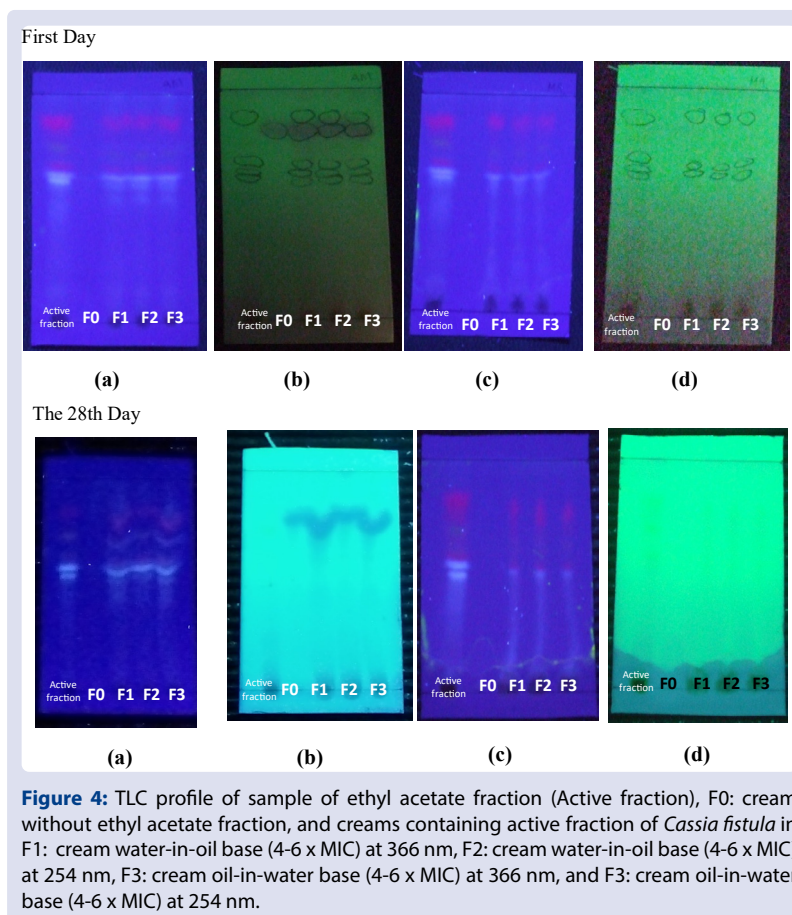 First Day
Active
fraction F0 F1 F2 F3
Active
fraction F0 F1 F2 F3
Active
fraction F0 F1 F2 F3
Active
fraction F0 F1 F2 F3
(a) (b) (c) (d)
The 28th Day
Active
fraction F0 F1 F2 F3
Active
fraction F0 F1 F2 F3
Active
fraction F0 F1 F2 F3
Active
fraction F0 F1 F2 F3
(a) (b) (c) (d)
Figure 4: TLC profile of sample of ethyl acetate fraction (Active fraction), F0: cream
without ethyl acetate fraction, and creams containing active fraction of Cassia fistula in
F1: cream water-in-oil base (4-6 x MIC) at 366 nm, F2: cream water-in-oil base (4-6 x MIC)
at 254 nm, F3: cream oil-in-water base (4-6 x MIC) at 366 nm, and F3: cream oil-in-water
base (4-6 x MIC) at 254 nm.